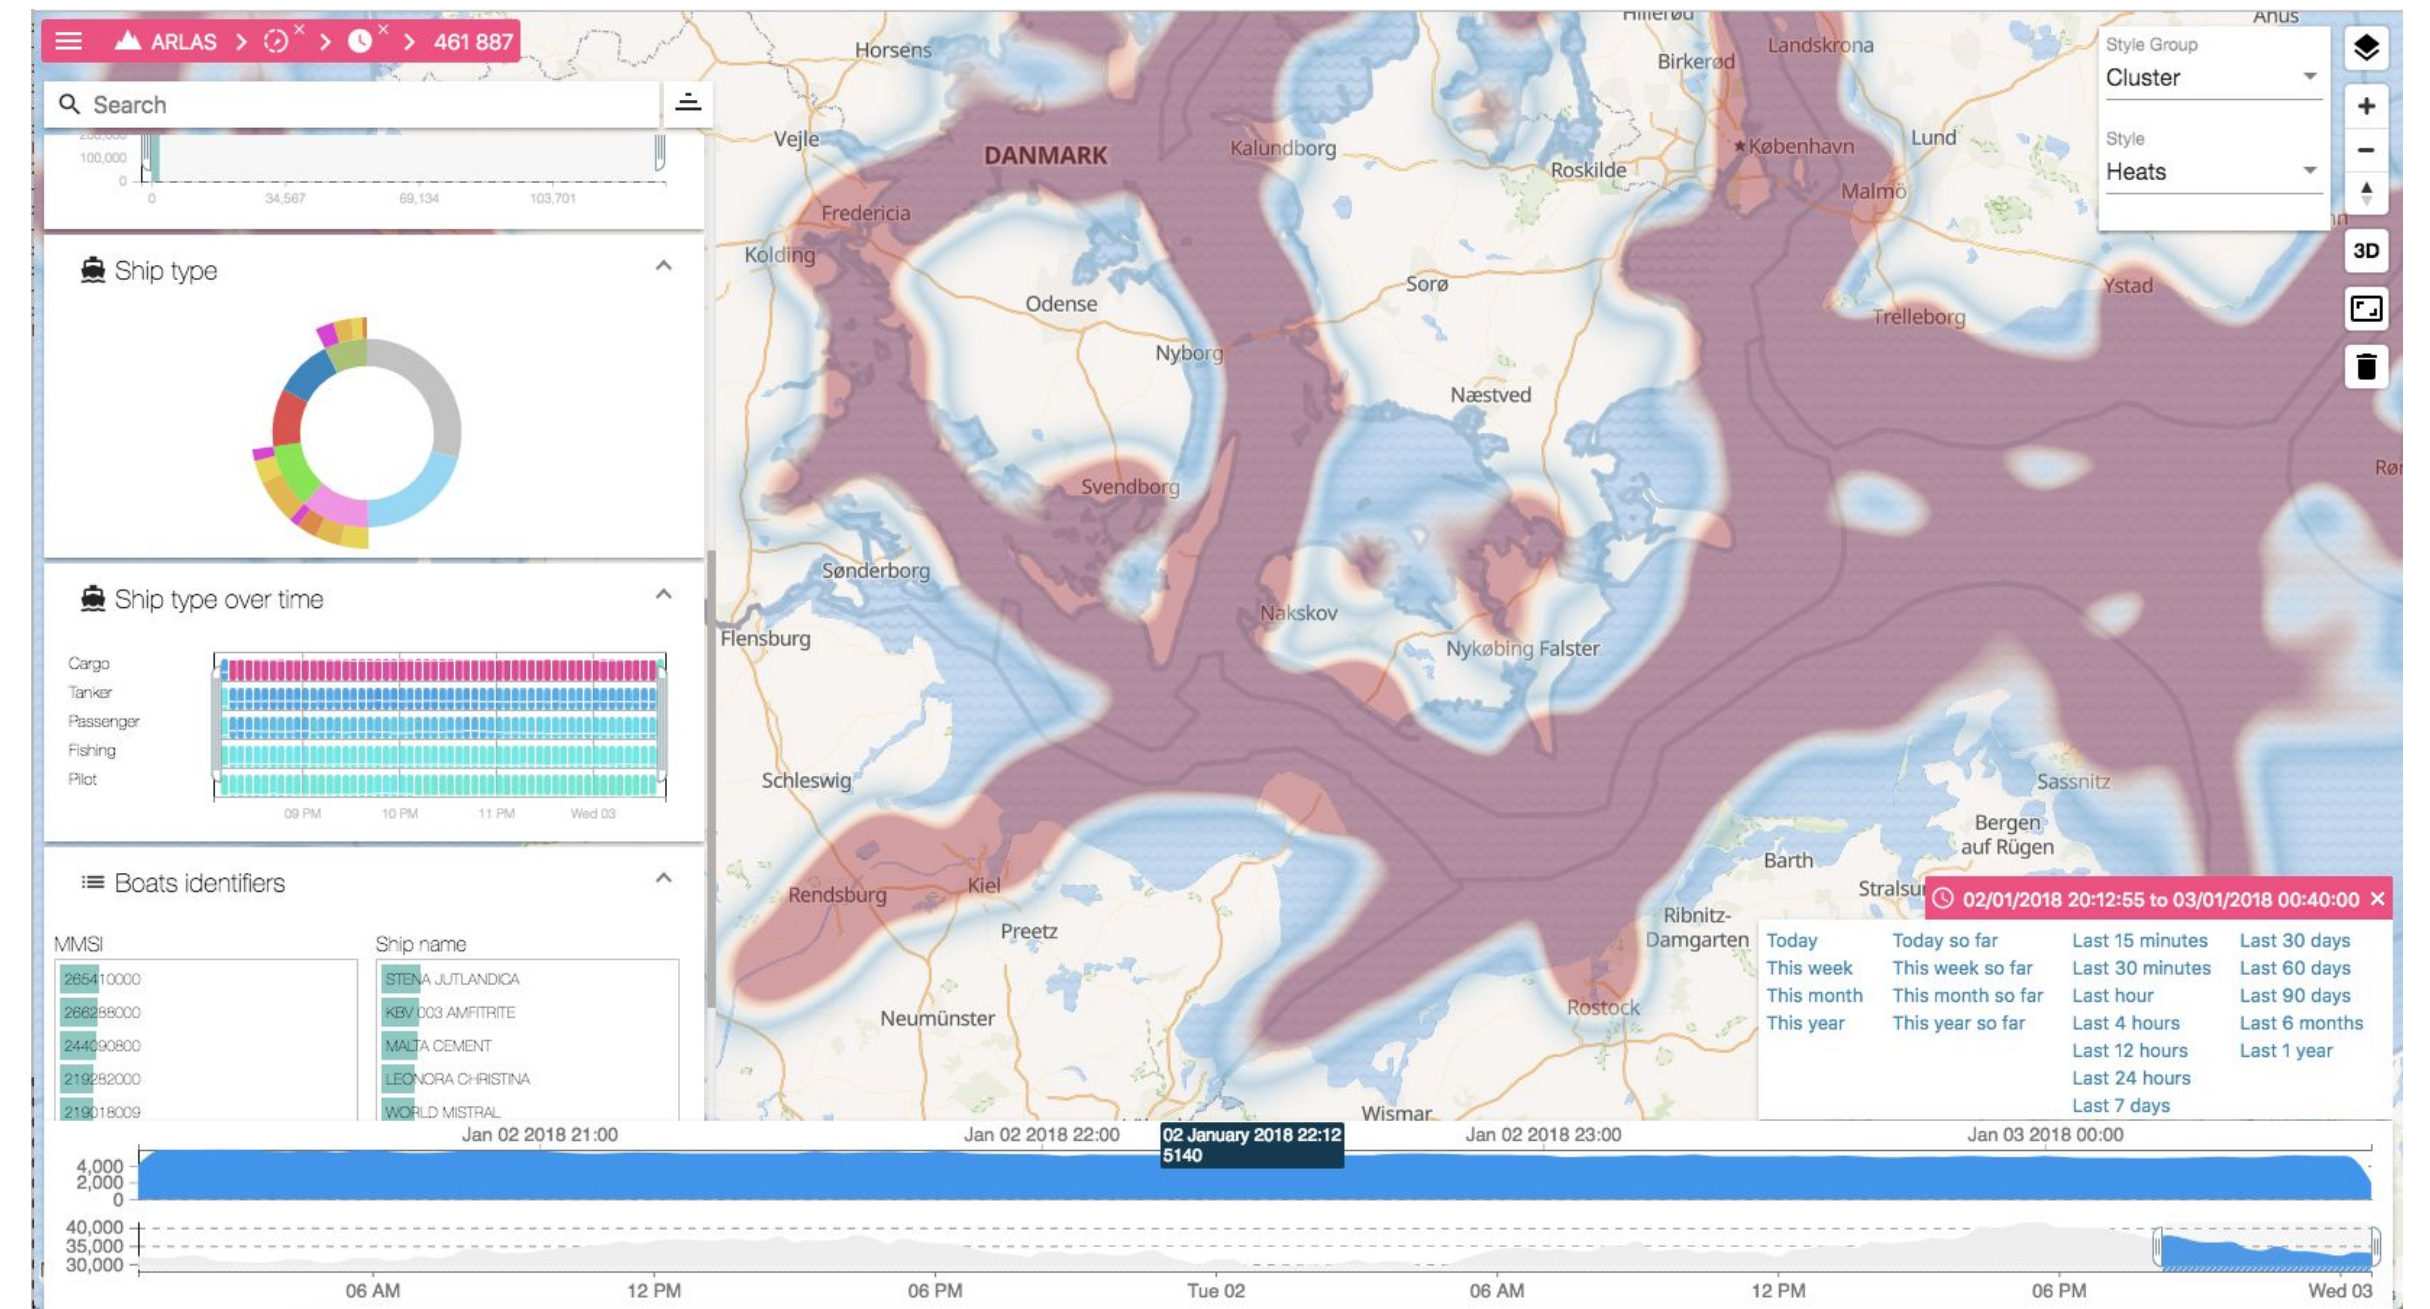 ARLAS > > > 461 887
Search
200,000
100,000
0
0 34,567 69,134 103,701
Ship type
Ship type over time
Cargo
Tanker
Passenger
Fishing
Pilot
09 PM 10 PM 11 PM Wed 03
Boats identifiers
MMSI Ship name
265410000 STENA JUTLANDICA
266288000 KBV 003 AMFITRITE
244090800 MALTA CEMENT
219282000 LEONORA CHRISTINA
219018009 WORLD MISTRAL
Horsens
Hillerød
Birkerød
Landskrona
Åhus
Vejle
DANMARK
Kalundborg
Roskilde
København
Lund
Malmö
Fredericia
Kolding
Odense
Sorø
Ystad
Trelleborg
Nyborg
Næstved
Svendborg
Sønderborg
Nakskov
Flensburg
Nykøbing Falster
Schleswig
Sassnitz
Bergen
auf Rügen
Barth
Rendsburg
Kiel
Preetz
Ribnitz-
Damgarten
Neumünster
Rostock
Wismar
Style Group
Cluster
Style
Heats
+
−
3D
02/01/2018 20:12:55 to 03/01/2018 00:40:00 ×
Today Today so far Last 15 minutes Last 30 days
This week This week so far Last 30 minutes Last 60 days
This month This month so far Last hour Last 90 days
This year This year so far Last 4 hours Last 6 months
Last 12 hours Last 1 year
Last 24 hours
Last 7 days
Jan 02 2018 21:00 Jan 02 2018 22:00 Jan 02 2018 23:00 Jan 03 2018 00:00
02 January 2018 22:12
5140
4,000
2,000
0
40,000
35,000
30,000
06 AM 12 PM 06 PM Tue 02 06 AM 12 PM 06 PM Wed 03